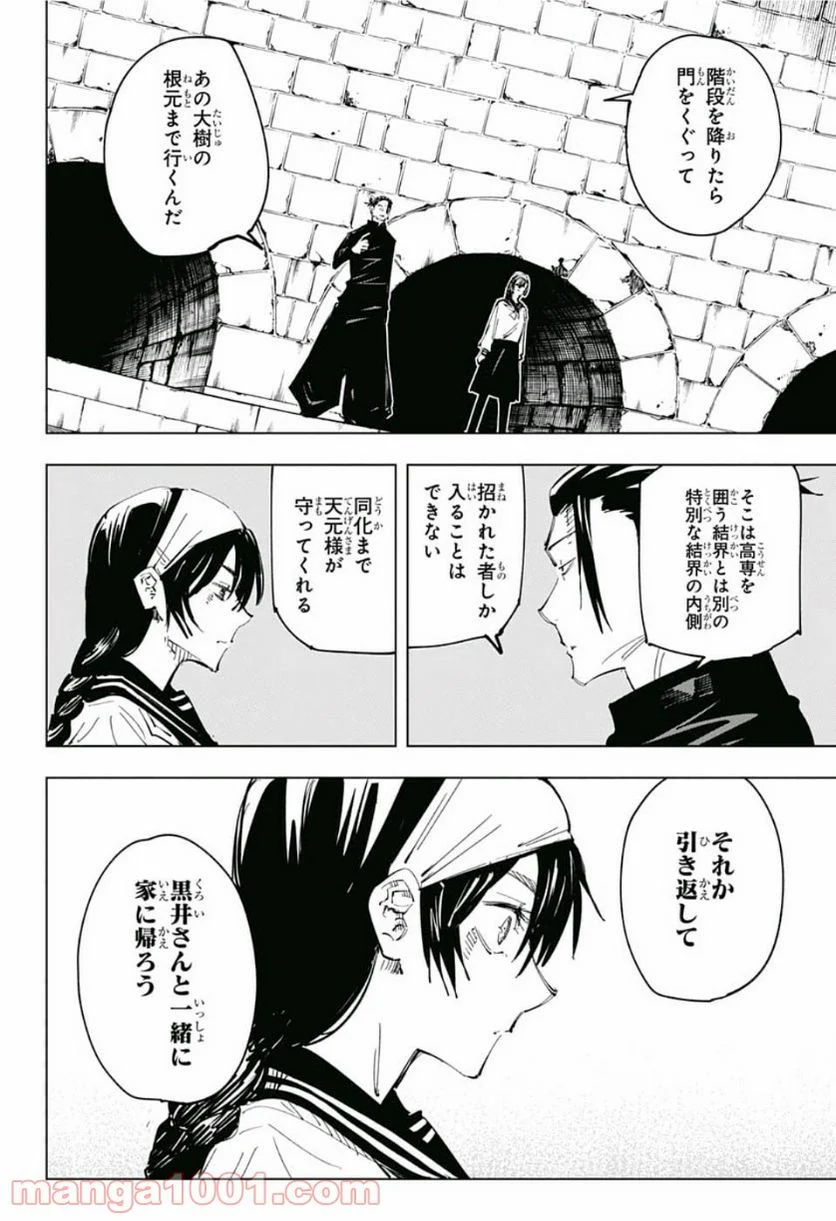 階段を降りたら
門をくぐって
あの大樹の
根元まで行くんだ
そこは高専を
囲う結界とは別の
特別な結界の内側
招かれた者しか
入ることは
できない
同化まで
天元様が
守ってくれる
それか
引き返して
黒井さんと一緒に
家に帰ろう
manga1001.com